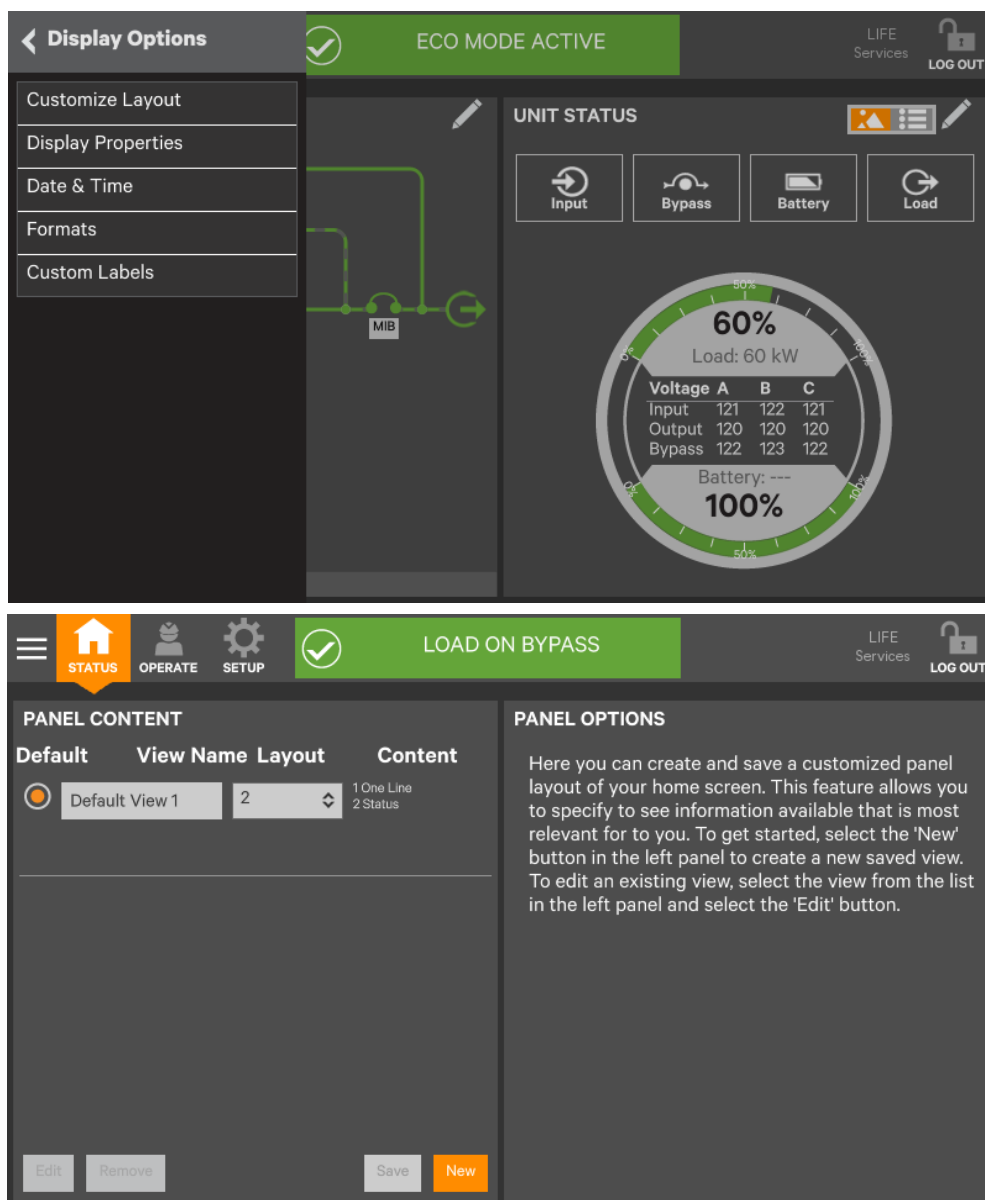 Display Options
ECO MODE ACTIVE
LIFE
Services
LOG OUT
Customize Layout
Display Properties
Date & Time
Formats
Custom Labels
MIB
UNIT STATUS
Input
Bypass
Battery
Load
50%
0%
100%
60%
Load: 60 kW
Voltage A B C
Input 121 122 121
Output 120 120 120
Bypass 122 123 122
Battery: ---
100%
0%
100%
50%
STATUS
OPERATE
SETUP
LOAD ON BYPASS
LIFE
Services
LOG OUT
PANEL CONTENT
Default View Name Layout Content
Default View 1
2
1 One Line
2 Status
Edit
Remove
Save
New
PANEL OPTIONS
Here you can create and save a customized panel
layout of your home screen. This feature allows you
to specify to see information available that is most
relevant for to you. To get started, select the 'New'
button in the left panel to create a new saved view.
To edit an existing view, select the view from the list
in the left panel and select the 'Edit' button.